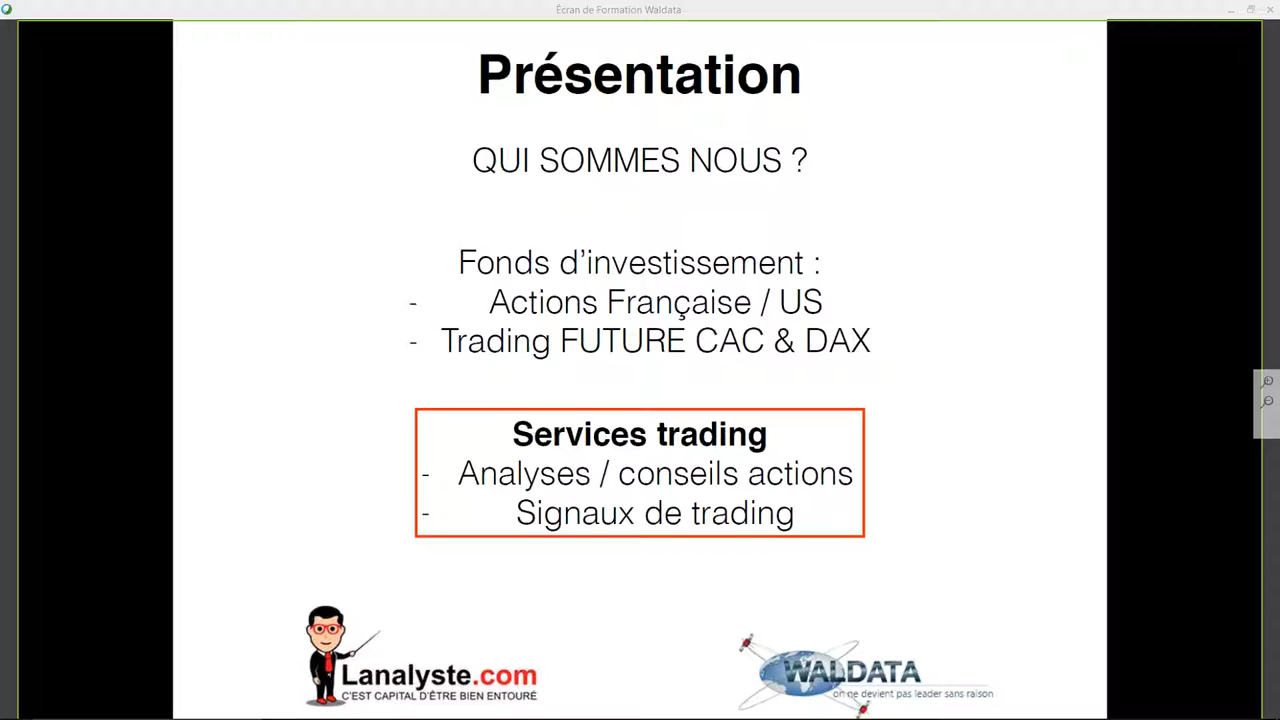 Écran de Formation Waldata
Présentation
QUI SOMMES NOUS ?
Fonds d’investissement :
- Actions Française / US
- Trading FUTURE CAC & DAX
Services trading
- Analyses / conseils actions
- Signaux de trading
Lanalyste.com
C'EST CAPITAL D'ÊTRE BIEN ENTOURÉ
WALDATA
on ne devient pas leader sans raison